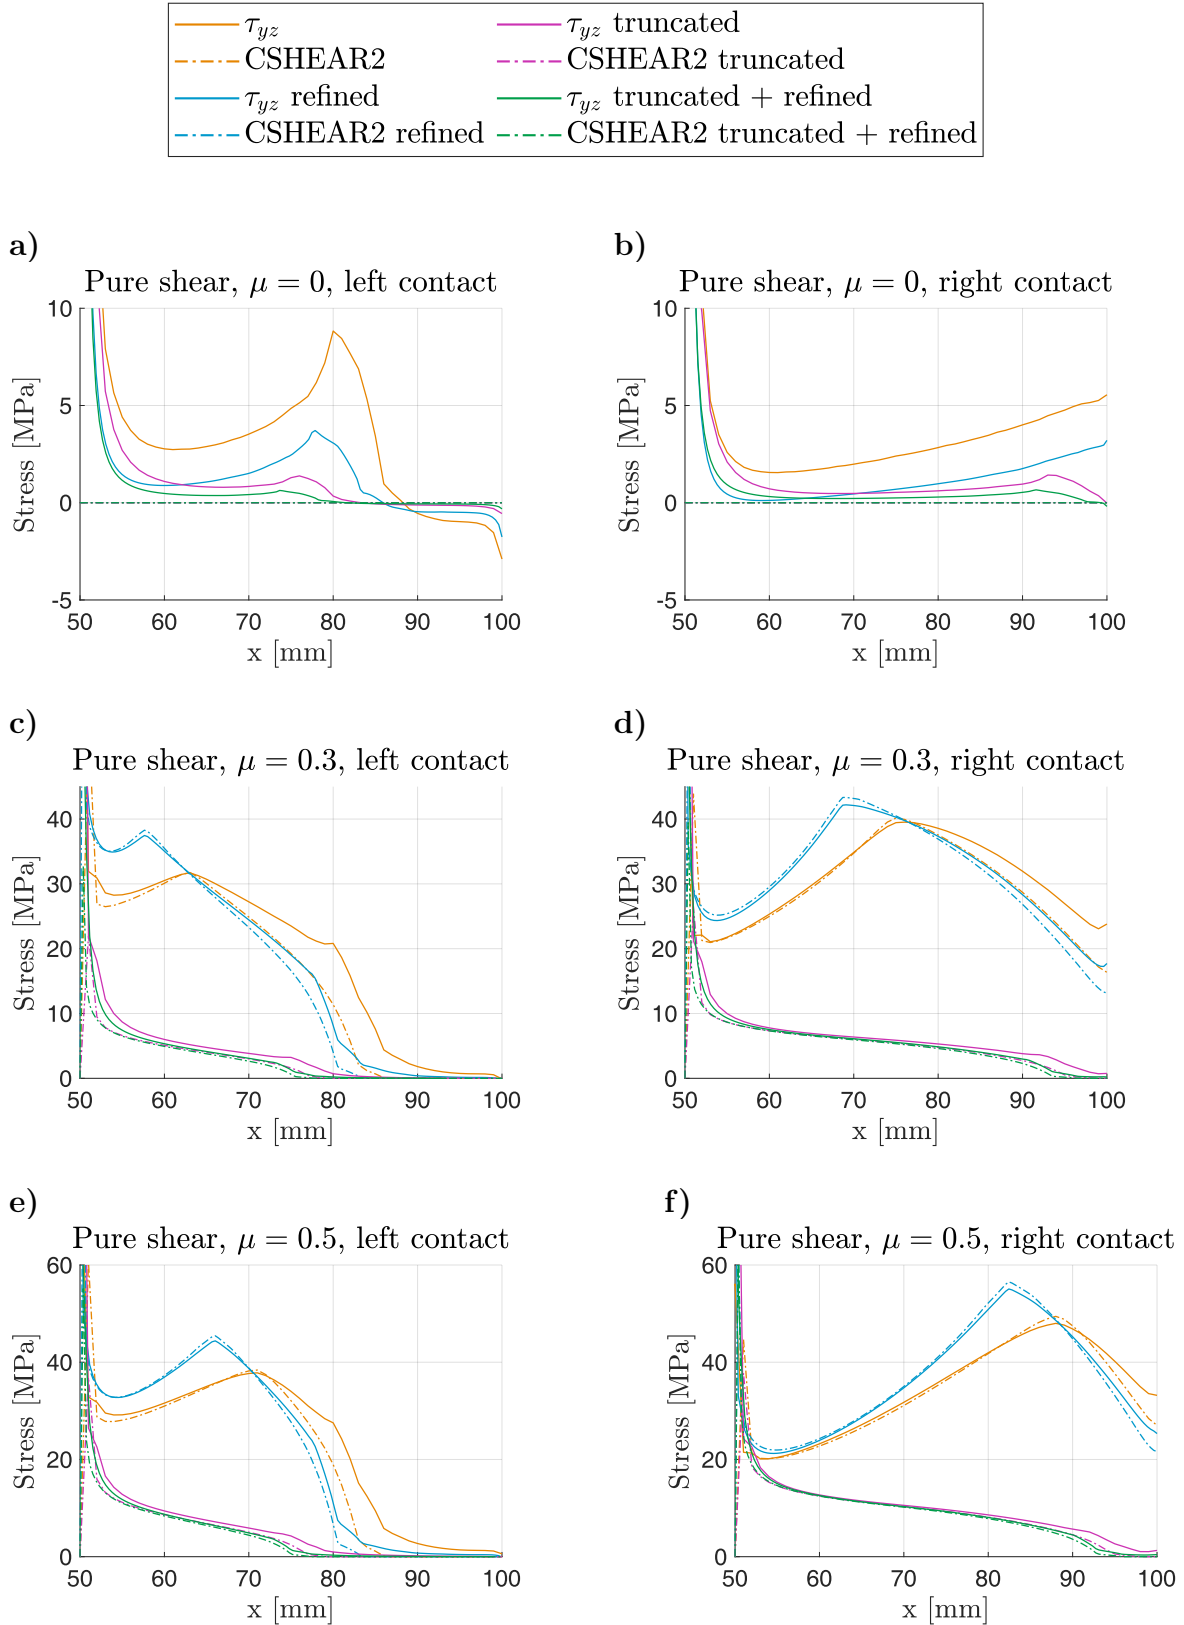 τyz
CSHEAR2
τyz refined
CSHEAR2 refined
τyz truncated
CSHEAR2 truncated
τyz truncated + refined
CSHEAR2 truncated + refined
a)
Pure shear, μ = 0, left contact
10
5
0
-5
Stress [MPa]
50 60 70 80 90 100
x [mm]
b)
Pure shear, μ = 0, right contact
10
5
0
-5
Stress [MPa]
50 60 70 80 90 100
x [mm]
c)
Pure shear, μ = 0.3, left contact
40
30
20
10
0
Stress [MPa]
50 60 70 80 90 100
x [mm]
d)
Pure shear, μ = 0.3, right contact
40
30
20
10
0
Stress [MPa]
50 60 70 80 90 100
x [mm]
e)
Pure shear, μ = 0.5, left contact
60
40
20
0
Stress [MPa]
50 60 70 80 90 100
x [mm]
f)
Pure shear, μ = 0.5, right contact
60
40
20
0
Stress [MPa]
50 60 70 80 90 100
x [mm]